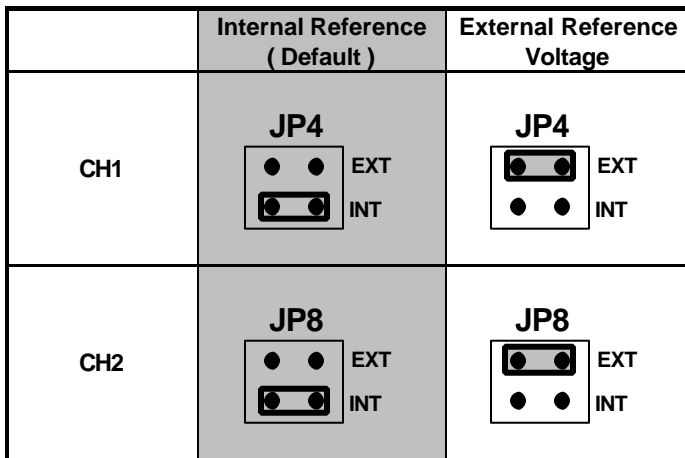 Internal Reference
( Default )
External Reference
Voltage
CH1
JP4
EXT
INT
JP4
EXT
INT
CH2
JP8
EXT
INT
JP8
EXT
INT